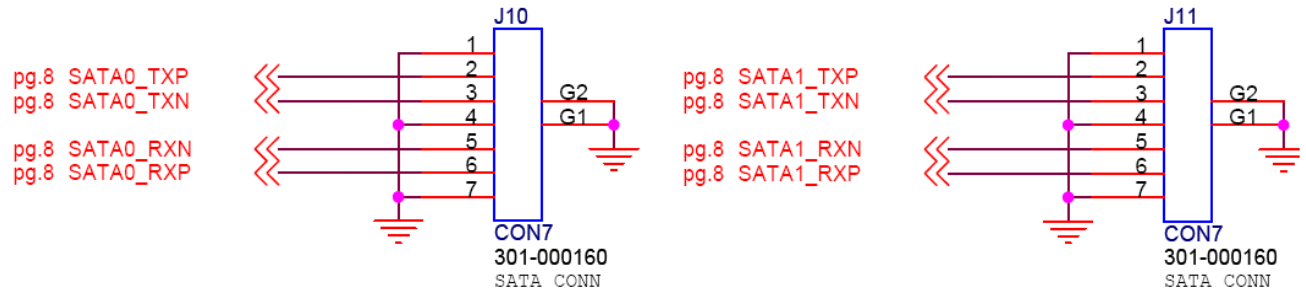 J10
1
pg.8 SATA0_TXP 2
pg.8 SATA0_TXN 3 G2
4 G1
pg.8 SATA0_RXN 5
pg.8 SATA0_RXP 6
7
CON7
301-000160
SATA CONN
J11
1
pg.8 SATA1_TXP 2
pg.8 SATA1_TXN 3 G2
4 G1
pg.8 SATA1_RXN 5
pg.8 SATA1_RXP 6
7
CON7
301-000160
SATA CONN